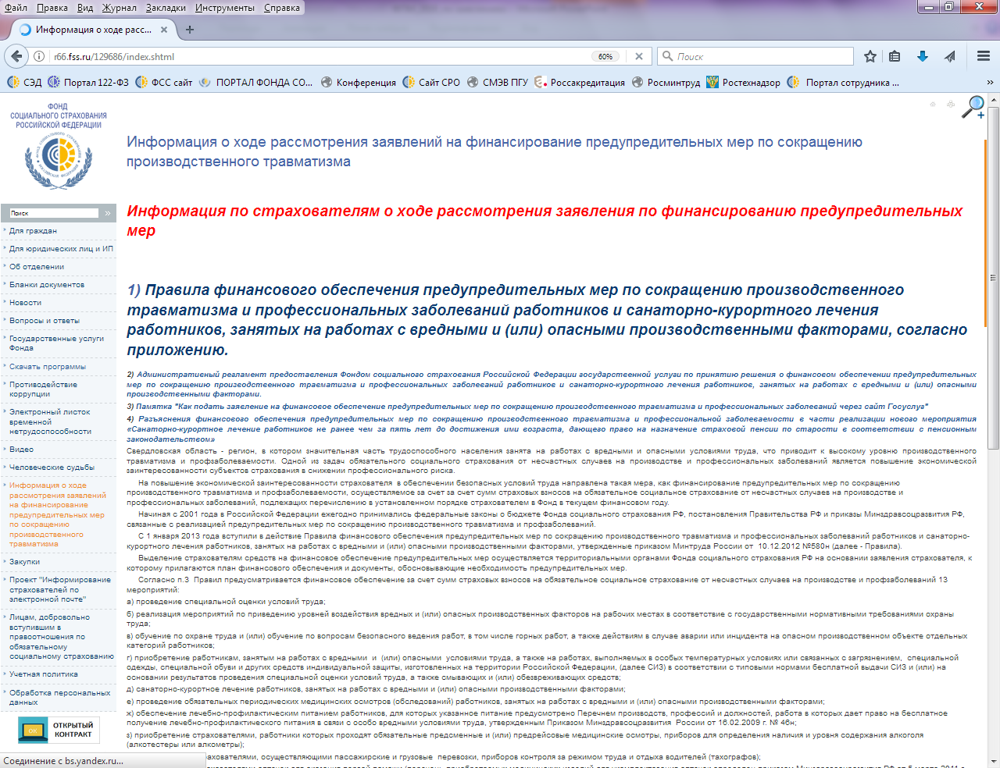 Файл Правка Вид Журнал Закладки Инструменты Справка
Информация о ходе расс...
r66.fss.ru/129686/index.shtml 60% Поиск
СЭД Портал 122-ФЗ ФСС сайт ПОРТАЛ ФОНДА СО... Конференция Сайт СРО СМЭВ ПГУ Россакредитация Росминтруд Ростехнадзор Портал сотрудника ... »
ФОНД
СОЦИАЛЬНОГО СТРАХОВАНИЯ
РОССИЙСКОЙ ФЕДЕРАЦИИ
Поиск »
Для граждан
Для юридических лиц и ИП
Об отделении
Бланки документов
Новости
Вопросы и ответы
Государственные услуги
Фонда
Скачать программы
Противодействие
коррупции
Электронный листок
временной
нетрудоспособности
Видео
Человеческие судьбы
Информация о ходе
рассмотрения заявлений
на финансирование
предупредительных мер
по сокращению
производственного
травматизма
Закупки
Проект "Информирование
страхователей по
электронной почте"
Лицам, добровольно
вступившим в
правоотношения по
обязательному
социальному страхованию
Учетная политика
Обработка персональных
данных
ОК ОТКРЫТЫЙ
КОНТРАКТ
Соединение с bs.yandex.ru...
Информация о ходе рассмотрения заявлений на финансирование предупредительных мер по сокращению
производственного травматизма
Информация по страхователям о ходе рассмотрения заявления по финансированию предупредительных
мер
1) Правила финансового обеспечения предупредительных мер по сокращению производственного
травматизма и профессиональных заболеваний работников и санаторно-курортного лечения
работников, занятых на работах с вредными и (или) опасными производственными факторами, согласно
приложению.
2) Административный регламент предоставления Фондом социального страхования Российской Федерации государственной услуги по принятию решения о финансовом обеспечении предупредительных
мер по сокращению производственного травматизма и профессиональных заболеваний работников и санаторно-курортного лечения работников, занятых на работах с вредными и (или) опасными
производственными факторами.
3) Памятка "Как подать заявление на финансовое обеспечение предупредительных мер по сокращению производственного травматизма и профессиональных заболеваний через сайт Госуслуа"
4) Разъяснения финансового обеспечения предупредительных мер по сокращению производственного травматизма и профессиональной заболеваемости в части реализации нового мероприятия
«Санаторно-курортное лечение работников не ранее чем за пять лет до достижения ими возраста, дающего право на назначение страховой пенсии по старости в соответствии с пенсионным
законодательством»
Свердловская область - регион, в котором значительная часть трудоспособного населения занята на работах с вредными и опасными условиями труда, что приводит к высокому уровню производственного
травматизма и профзаболеваемости. Одной из задач обязательного социального страхования от несчастных случаев на производстве и профессиональных заболеваний является повышение экономической
заинтересованности субъектов страхования в снижении профессионального риска.
На повышение экономической заинтересованности страхователя в обеспечении безопасных условий труда направлена такая мера, как финансирование предупредительных мер по сокращению
производственного травматизма и профзаболеваемости, осуществляемое за счет за счет сумм страховых взносов на обязательное социальное страхование от несчастных случаев на производстве и
профессиональных заболеваний, подлежащих перечислению в установленном порядке страхователем в Фонд в текущем финансовом году.
Начиная с 2001 года в Российской Федерации ежегодно принимались федеральные законы о бюджете Фонда социального страхования РФ, постановления Правительства РФ и приказы Минздравсоцразвития РФ,
связанные с реализацией предупредительных мер по сокращению производственного травматизма и профзаболеваний.
С 1 января 2013 года вступили в действие Правила финансового обеспечения предупредительных мер по сокращению производственного травматизма и профессиональных заболеваний работников и санаторно-
курортного лечения работников, занятых на работах с вредными и (или) опасными производственными факторами, утвержденные приказом Минтруда России от 10.12.2012 №580н (далее - Правила).
Выделение страхователям средств на финансовое обеспечение предупредительных мер осуществляется территориальными органами Фонда социального страхования РФ на основании заявления страхователя, к
которому прилагаются план финансового обеспечения и документы, обосновывающие необходимость предупредительных мер.
Согласно п.3 Правил предусматривается финансовое обеспечение за счет сумм страховых взносов на обязательное социальное страхование от несчастных случаев на производстве и профзаболеваний 13
мероприятий:
а) проведение специальной оценки условий труда;
б) реализация мероприятий по приведению уровней воздействия вредных и (или) опасных производственных факторов на рабочих местах в соответствие с государственными нормативными требованиями охраны
труда;
в) обучение по охране труда и (или) обучение по вопросам безопасного ведения работ, в том числе горных работ, а также действиям в случае аварии или инцидента на опасном производственном объекте отдельных
категорий работников;
г) приобретение работникам, занятым на работах с вредными и (или) опасными условиями труда, а также на работах, выполняемых в особых температурных условиях или связанных с загрязнением, специальной
одежды, специальной обуви и других средств индивидуальной защиты, изготовленных на территории Российской Федерации, (далее СИЗ) в соответствии с типовыми нормами бесплатной выдачи СИЗ и (или) на
основании результатов проведения специальной оценки условий труда, а также смывающих и (или) обезвреживающих средств;
д) санаторно-курортное лечение работников, занятых на работах с вредными и (или) опасными производственными факторами;
е) проведение обязательных периодических медицинских осмотров (обследований) работников, занятых на работах с вредными и (или) опасными производственными факторами;
ж) обеспечение лечебно-профилактическим питанием работников, для которых указанное питание предусмотрено Перечнем производств, профессий и должностей, работа в которых дает право на бесплатное
получение лечебно-профилактического питания в связи с особо вредными условиями труда, утвержденным Приказом Минздравсоцразвития России от 16.02.2009 г. № 46н;
з) приобретение страхователями, работники которых проходят обязательные предсменные и (или) предрейсовые медицинские осмотры, приборов для определения наличия и уровня содержания алкоголя
(алкотестеры или алкометры);
рахователями, осуществляющими пассажирские и грузовые перевозки, приборов контроля за режимом труда и отдыха водителей (тахографов);